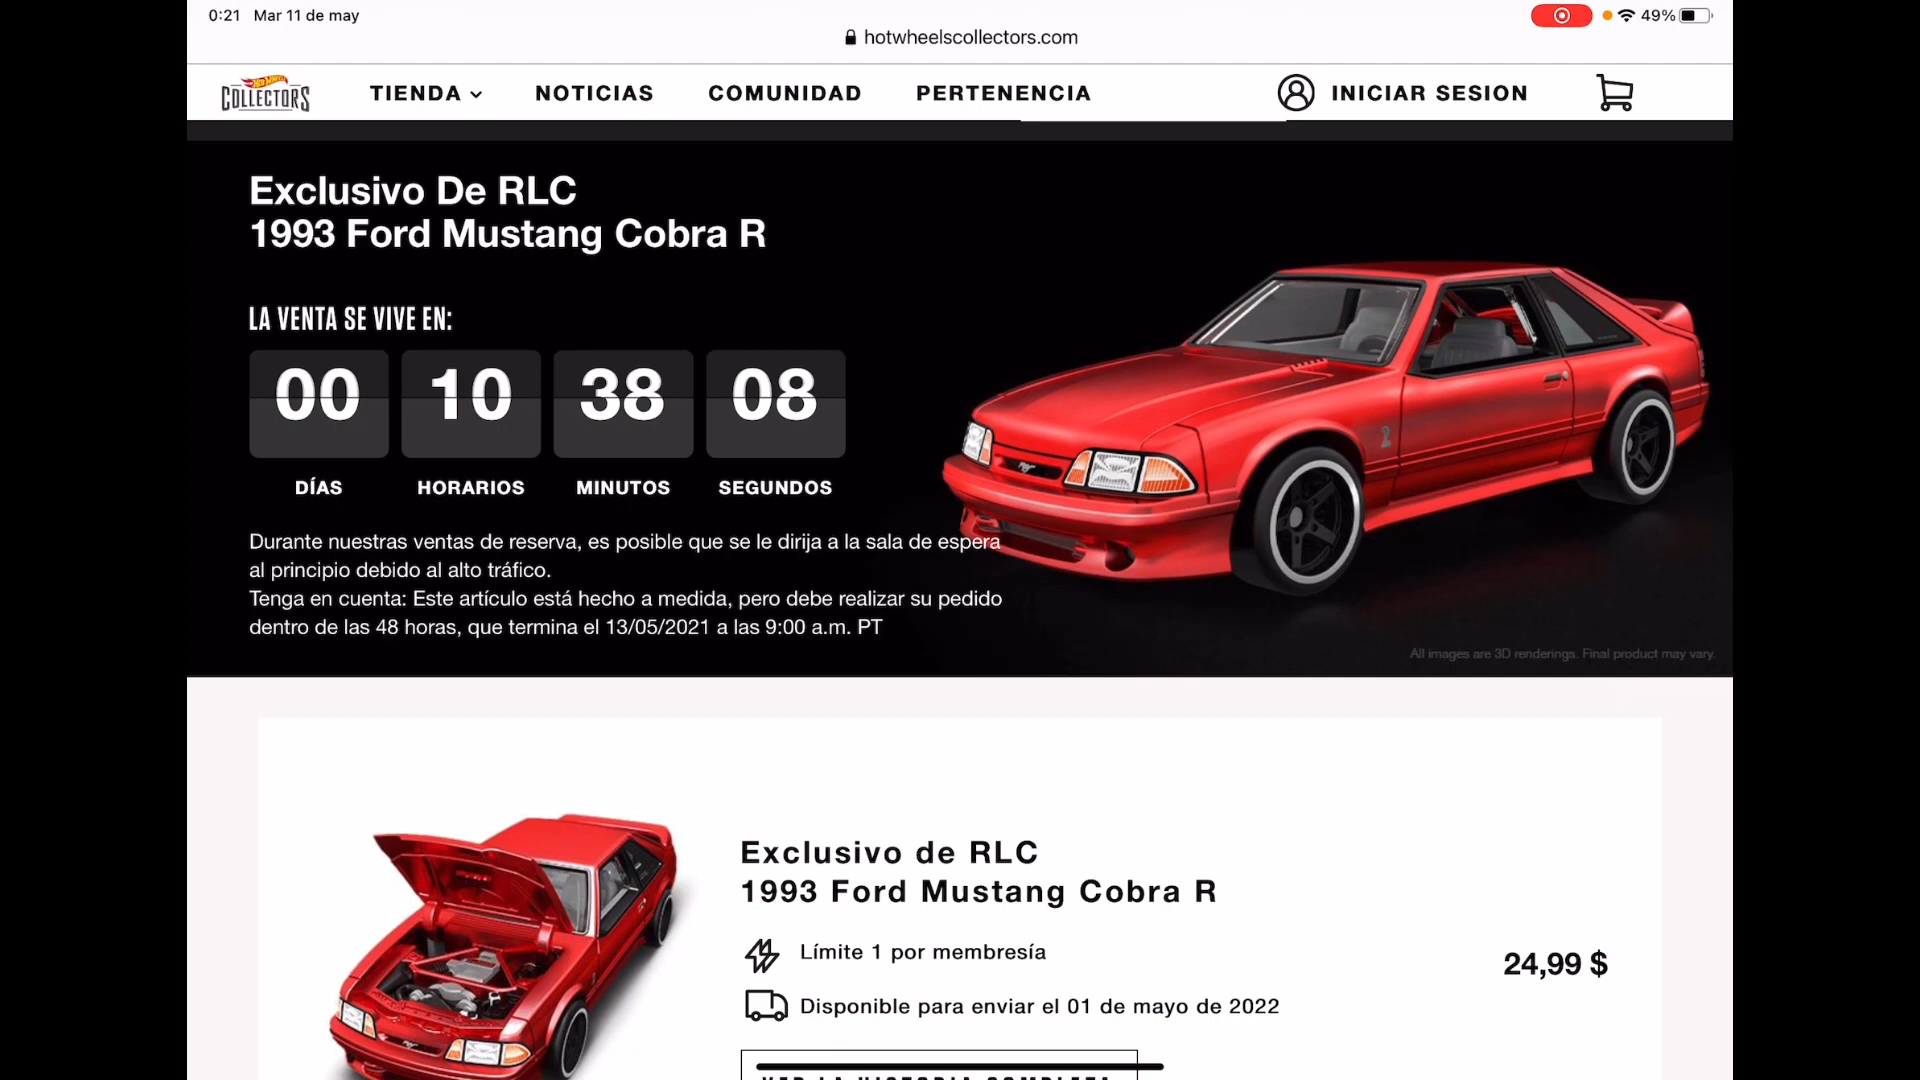 0:21 Mar 11 de may
49%
hotwheelscollectors.com
Hot Wheels
COLLECTORS
TIENDA
NOTICIAS
COMUNIDAD
PERTENENCIA
INICIAR SESION
Exclusivo De RLC
1993 Ford Mustang Cobra R
LA VENTA SE VIVE EN:
00 10 38 08
DÍAS HORARIOS MINUTOS SEGUNDOS
Durante nuestras ventas de reserva, es posible que se le dirija a la sala de espera
al principio debido al alto tráfico.
Tenga en cuenta: Este artículo está hecho a medida, pero debe realizar su pedido
dentro de las 48 horas, que termina el 13/05/2021 a las 9:00 a.m. PT
All images are 3D renderings. Final product may vary.
Exclusivo de RLC
1993 Ford Mustang Cobra R
Límite 1 por membresía
24,99 $
Disponible para enviar el 01 de mayo de 2022
VER LA HISTORIA COMPLETA